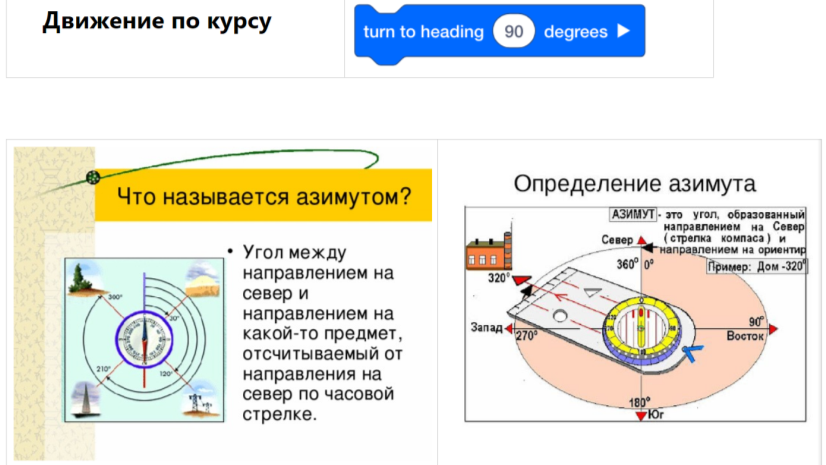 Движение по курсу
turn to heading 90 degrees
Что называется азимутом?
• Угол между
направлением на
север и
направлением на
какой-то предмет,
отсчитываемый от
направления на
север по часовой
стрелке.
300°
30°
210°
120°
Определение азимута
АЗИМУТ - это угол, образованный
направлением на Север
(стрелка компаса) и
направлением на ориентир
Север
360° 0°
Пример: Дом -320°
320°
Запад
270°
90°
Восток
180°
Юг